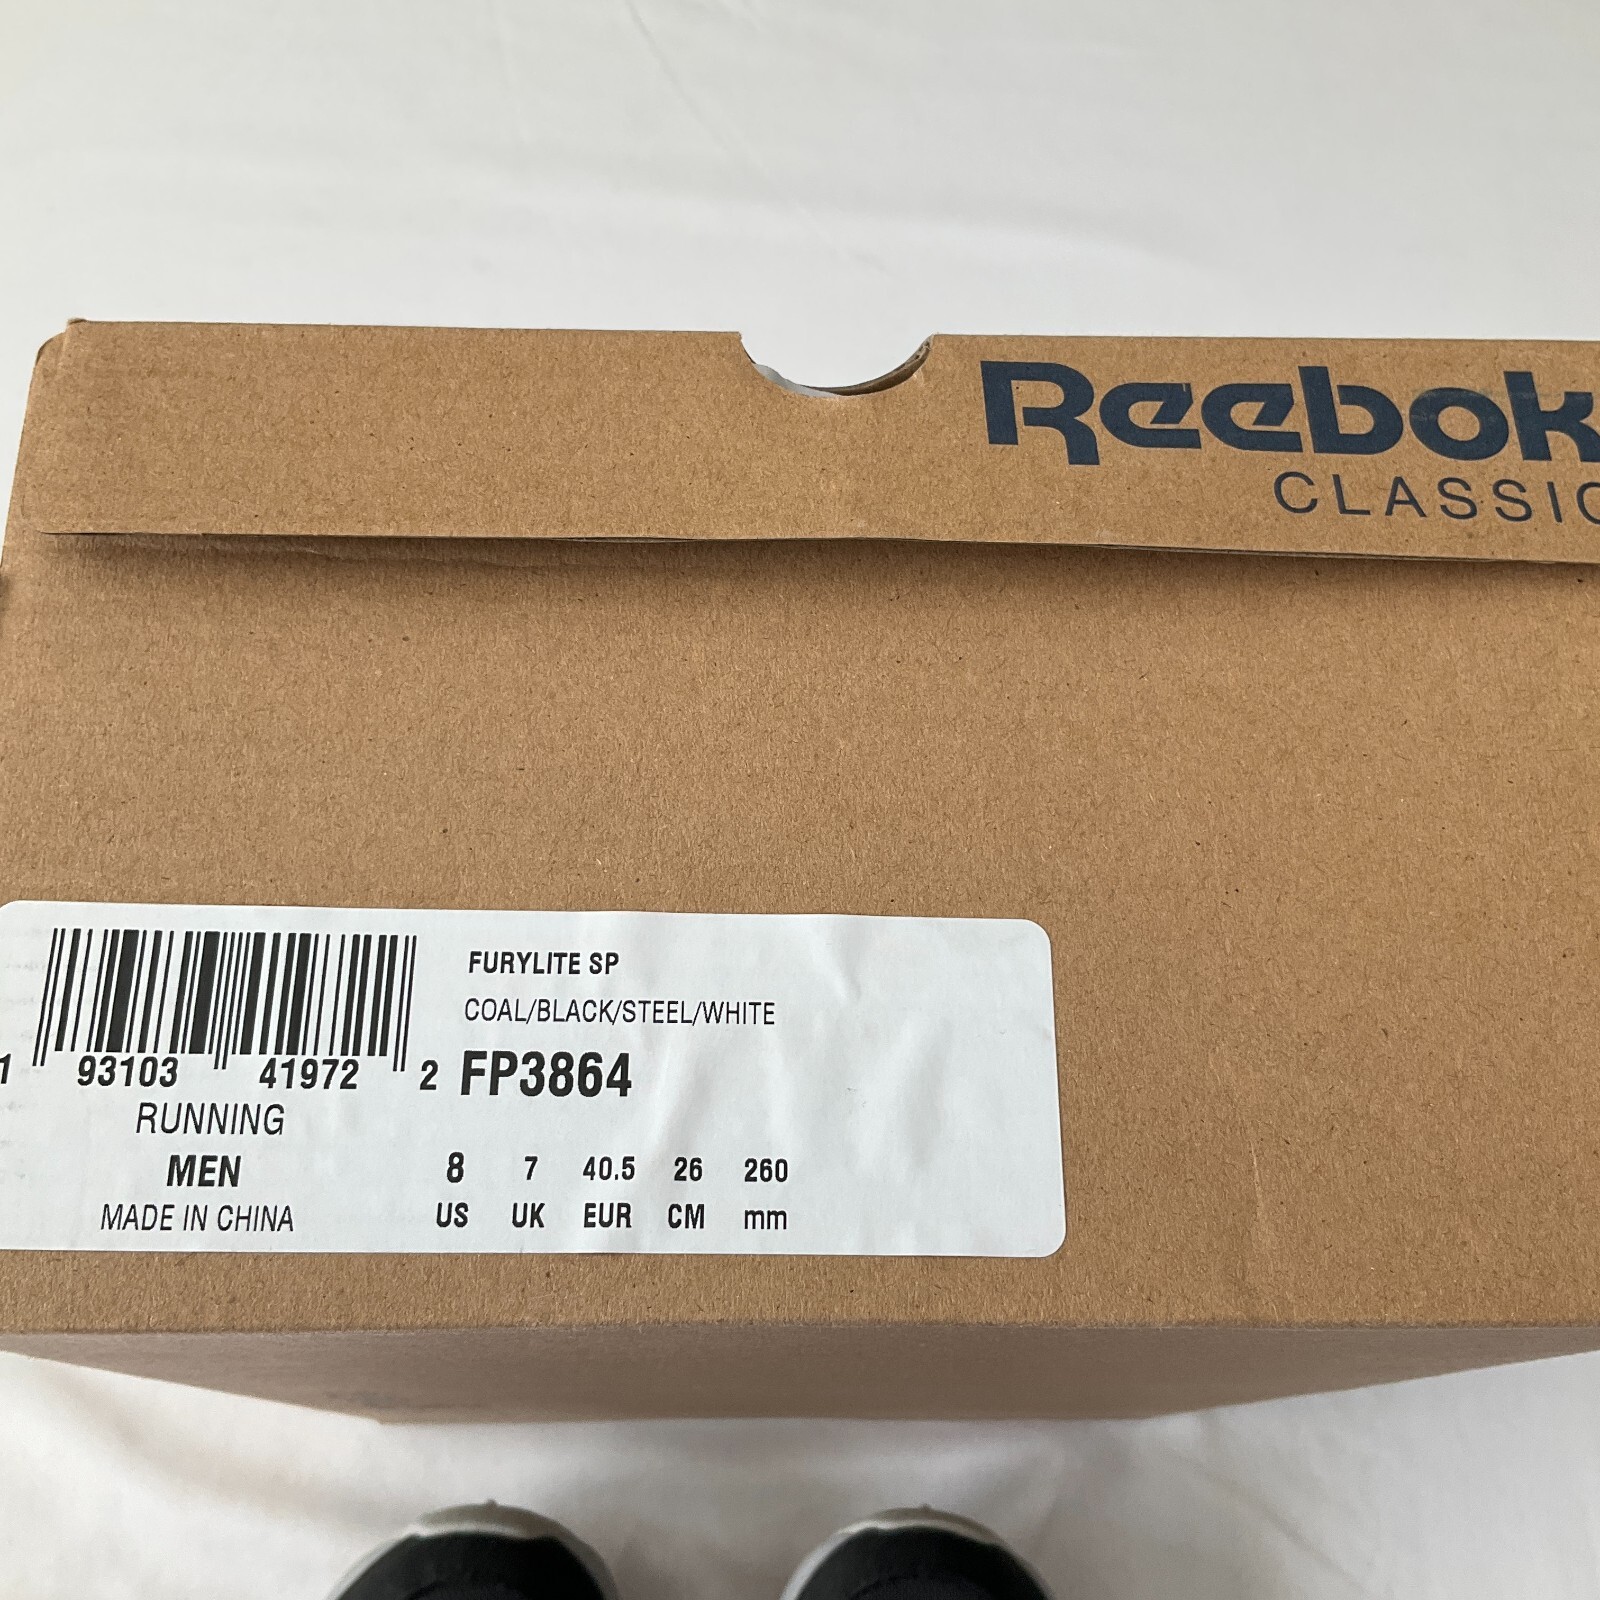 Reebok
CLASSIC
FURYLITE SP
COAL/BLACK/STEEL/WHITE
1 93103 41972 2
FP3864
RUNNING
MEN
MADE IN CHINA
8 7 40.5 26 260
US UK EUR CM mm